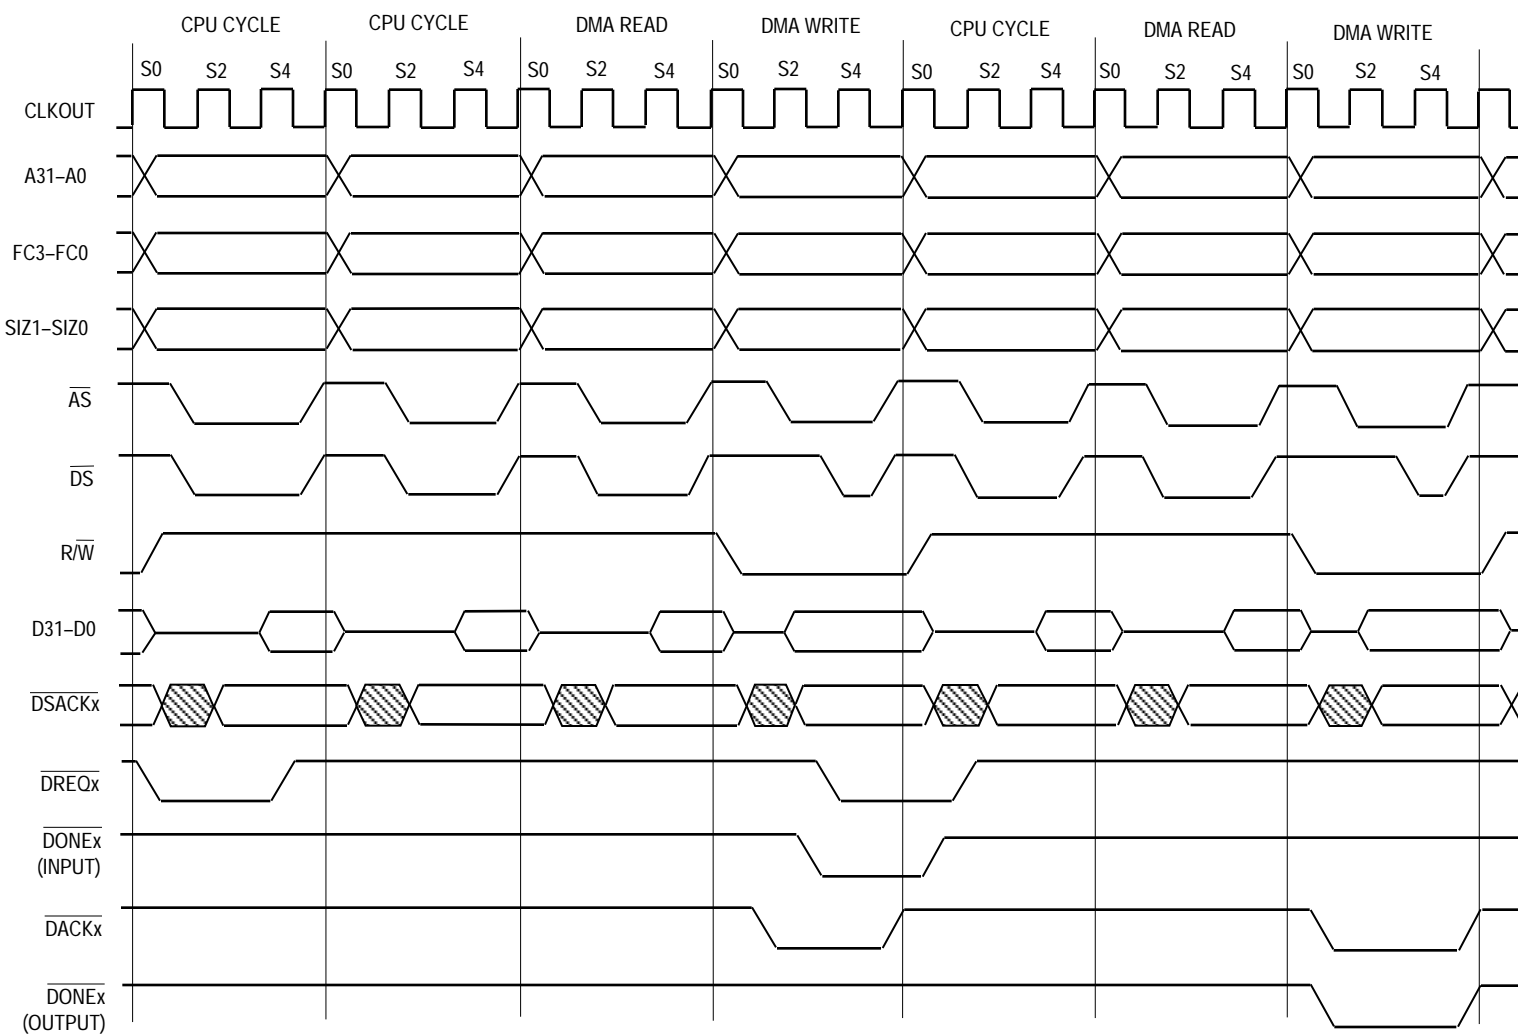 CPU CYCLE CPU CYCLE DMA READ DMA WRITE CPU CYCLE DMA READ DMA WRITE
S0 S2 S4 S0 S2 S4 S0 S2 S4 S0 S2 S4 S0 S2 S4 S0 S2 S4 S0 S2 S4
CLKOUT
A31–A0
FC3–FC0
SIZ1–SIZ0
AS
DS
R/W
D31–D0
DSACKx
DREQx
DONEx
(INPUT)
DACKx
DONEx
(OUTPUT)